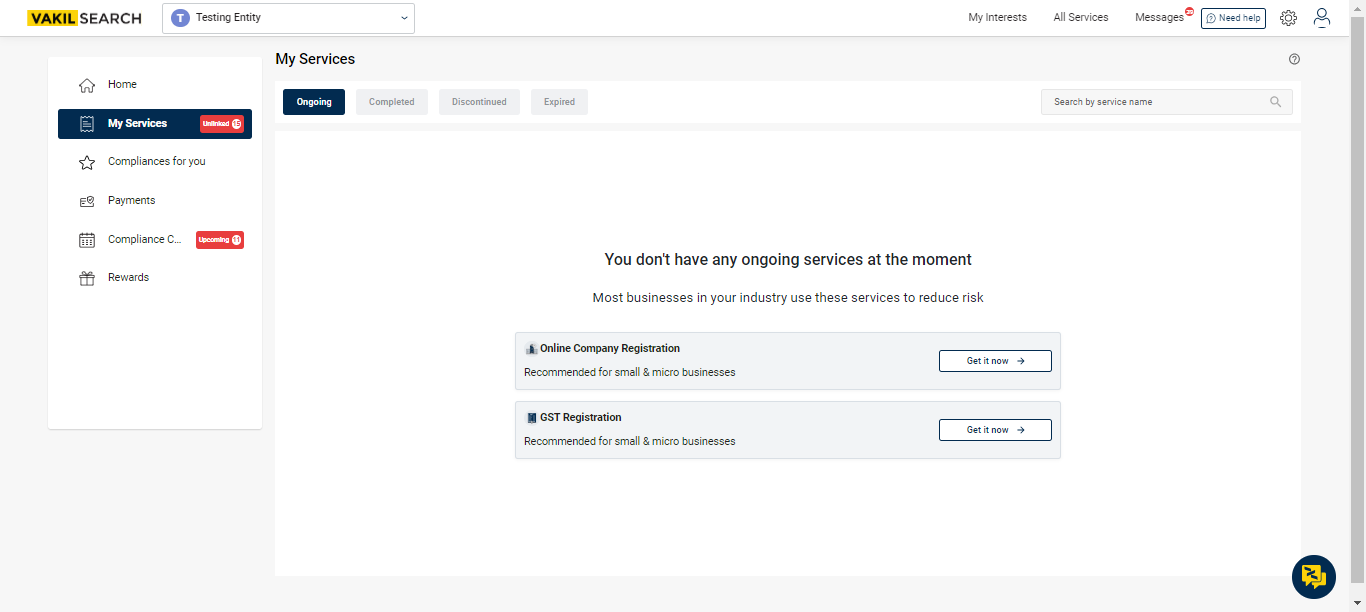 VAKILSEARCH
T Testing Entity
My Interests
All Services
Messages
Need help
Home
My Services
Unlinked 15
Compliances for you
Payments
Compliance C...
Upcoming 11
Rewards
My Services
Ongoing
Completed
Discontinued
Expired
Search by service name
You don't have any ongoing services at the moment
Most businesses in your industry use these services to reduce risk
Online Company Registration
Recommended for small & micro businesses
Get it now →
GST Registration
Recommended for small & micro businesses
Get it now →